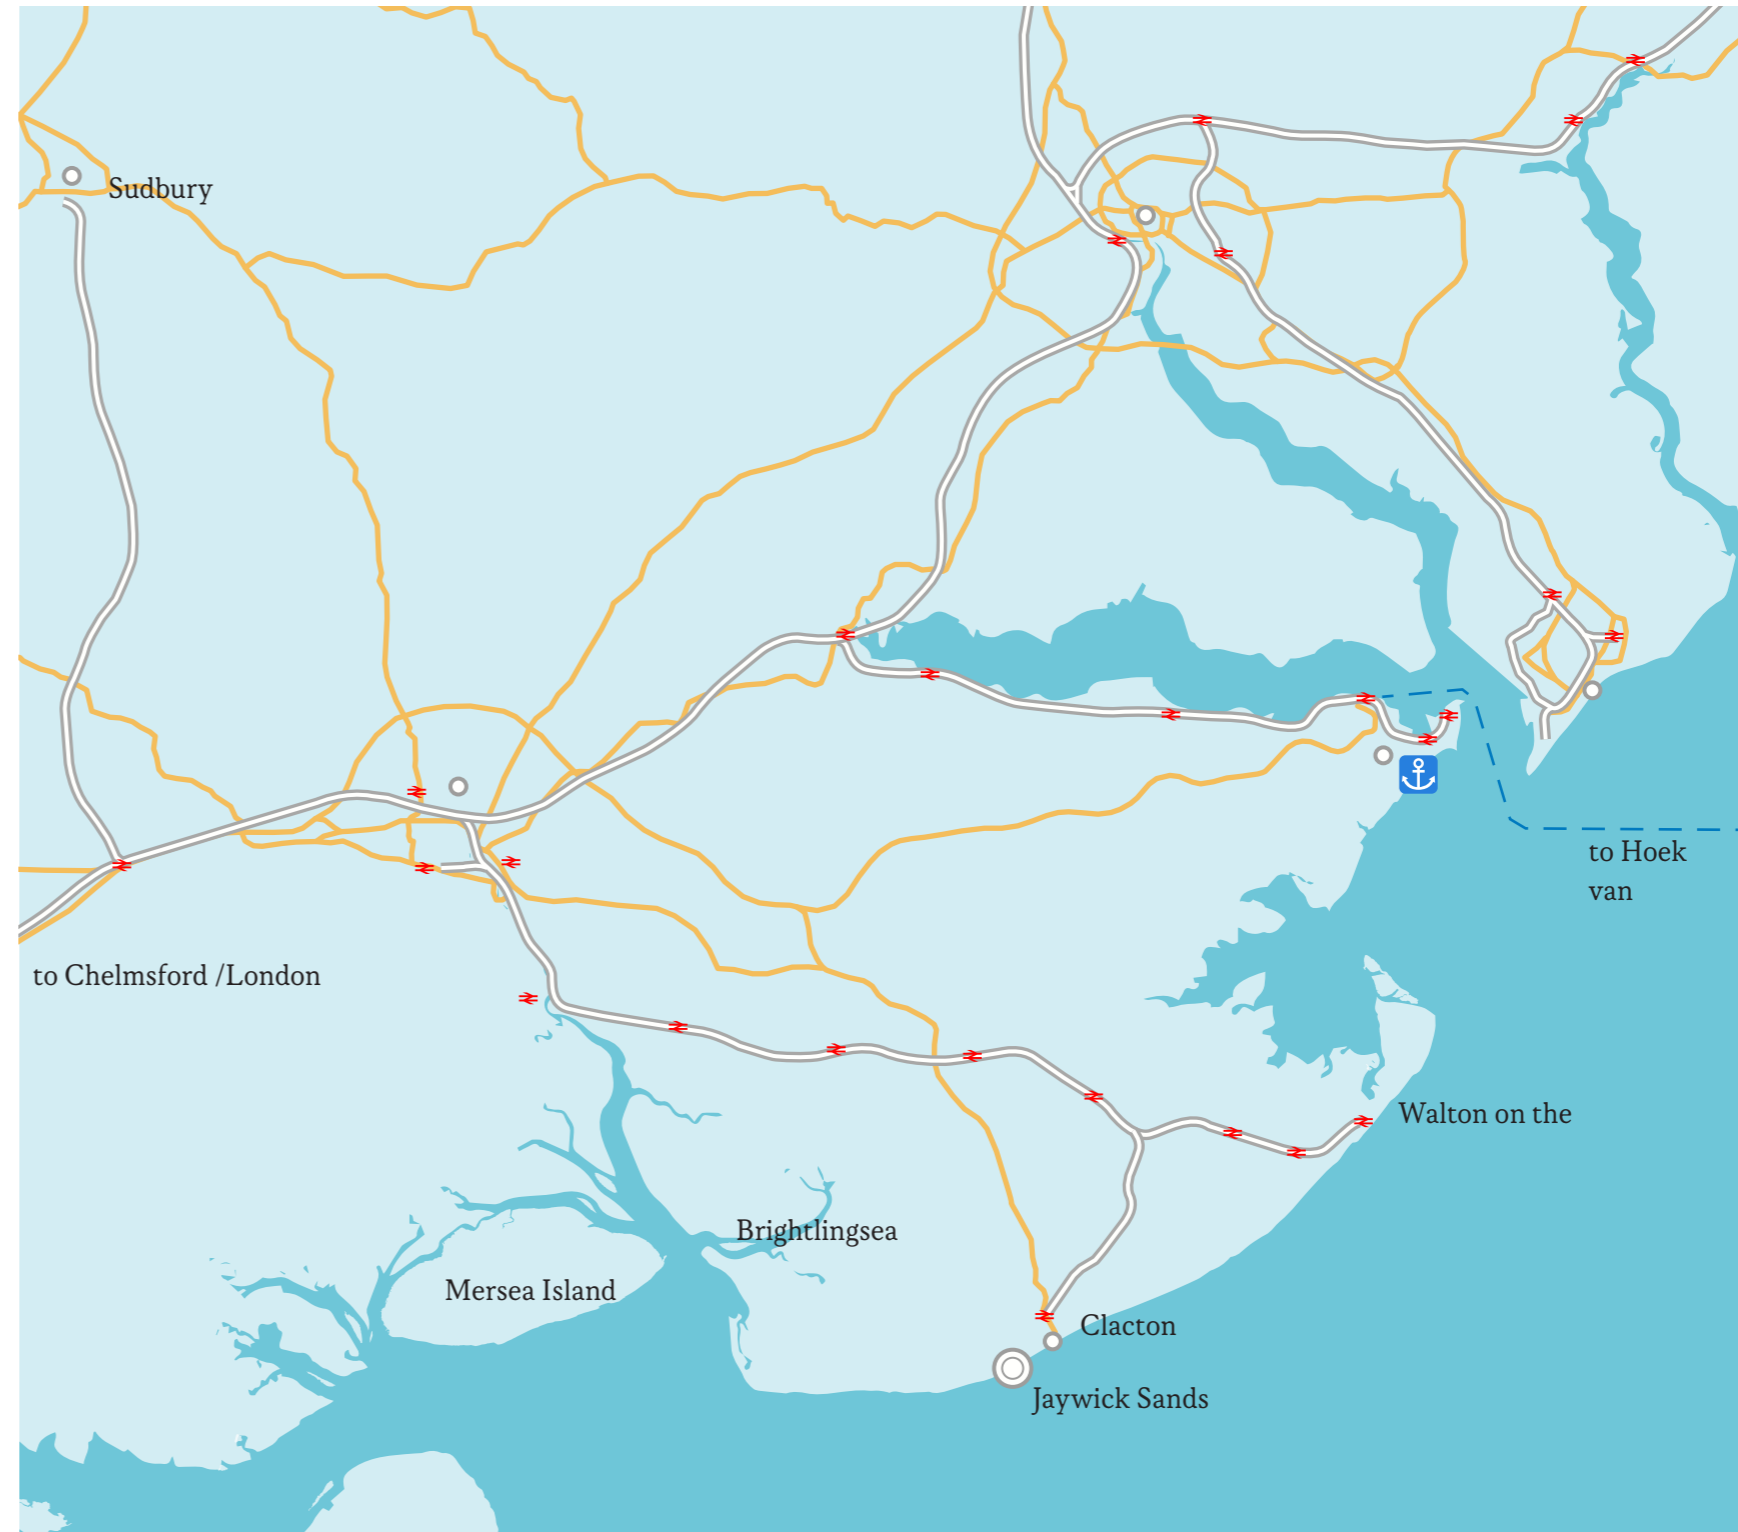 Sudbury
to Hoek
van
to Chelmsford /London
Walton on the
Brightlingsea
Mersea Island
Clacton
Jaywick Sands